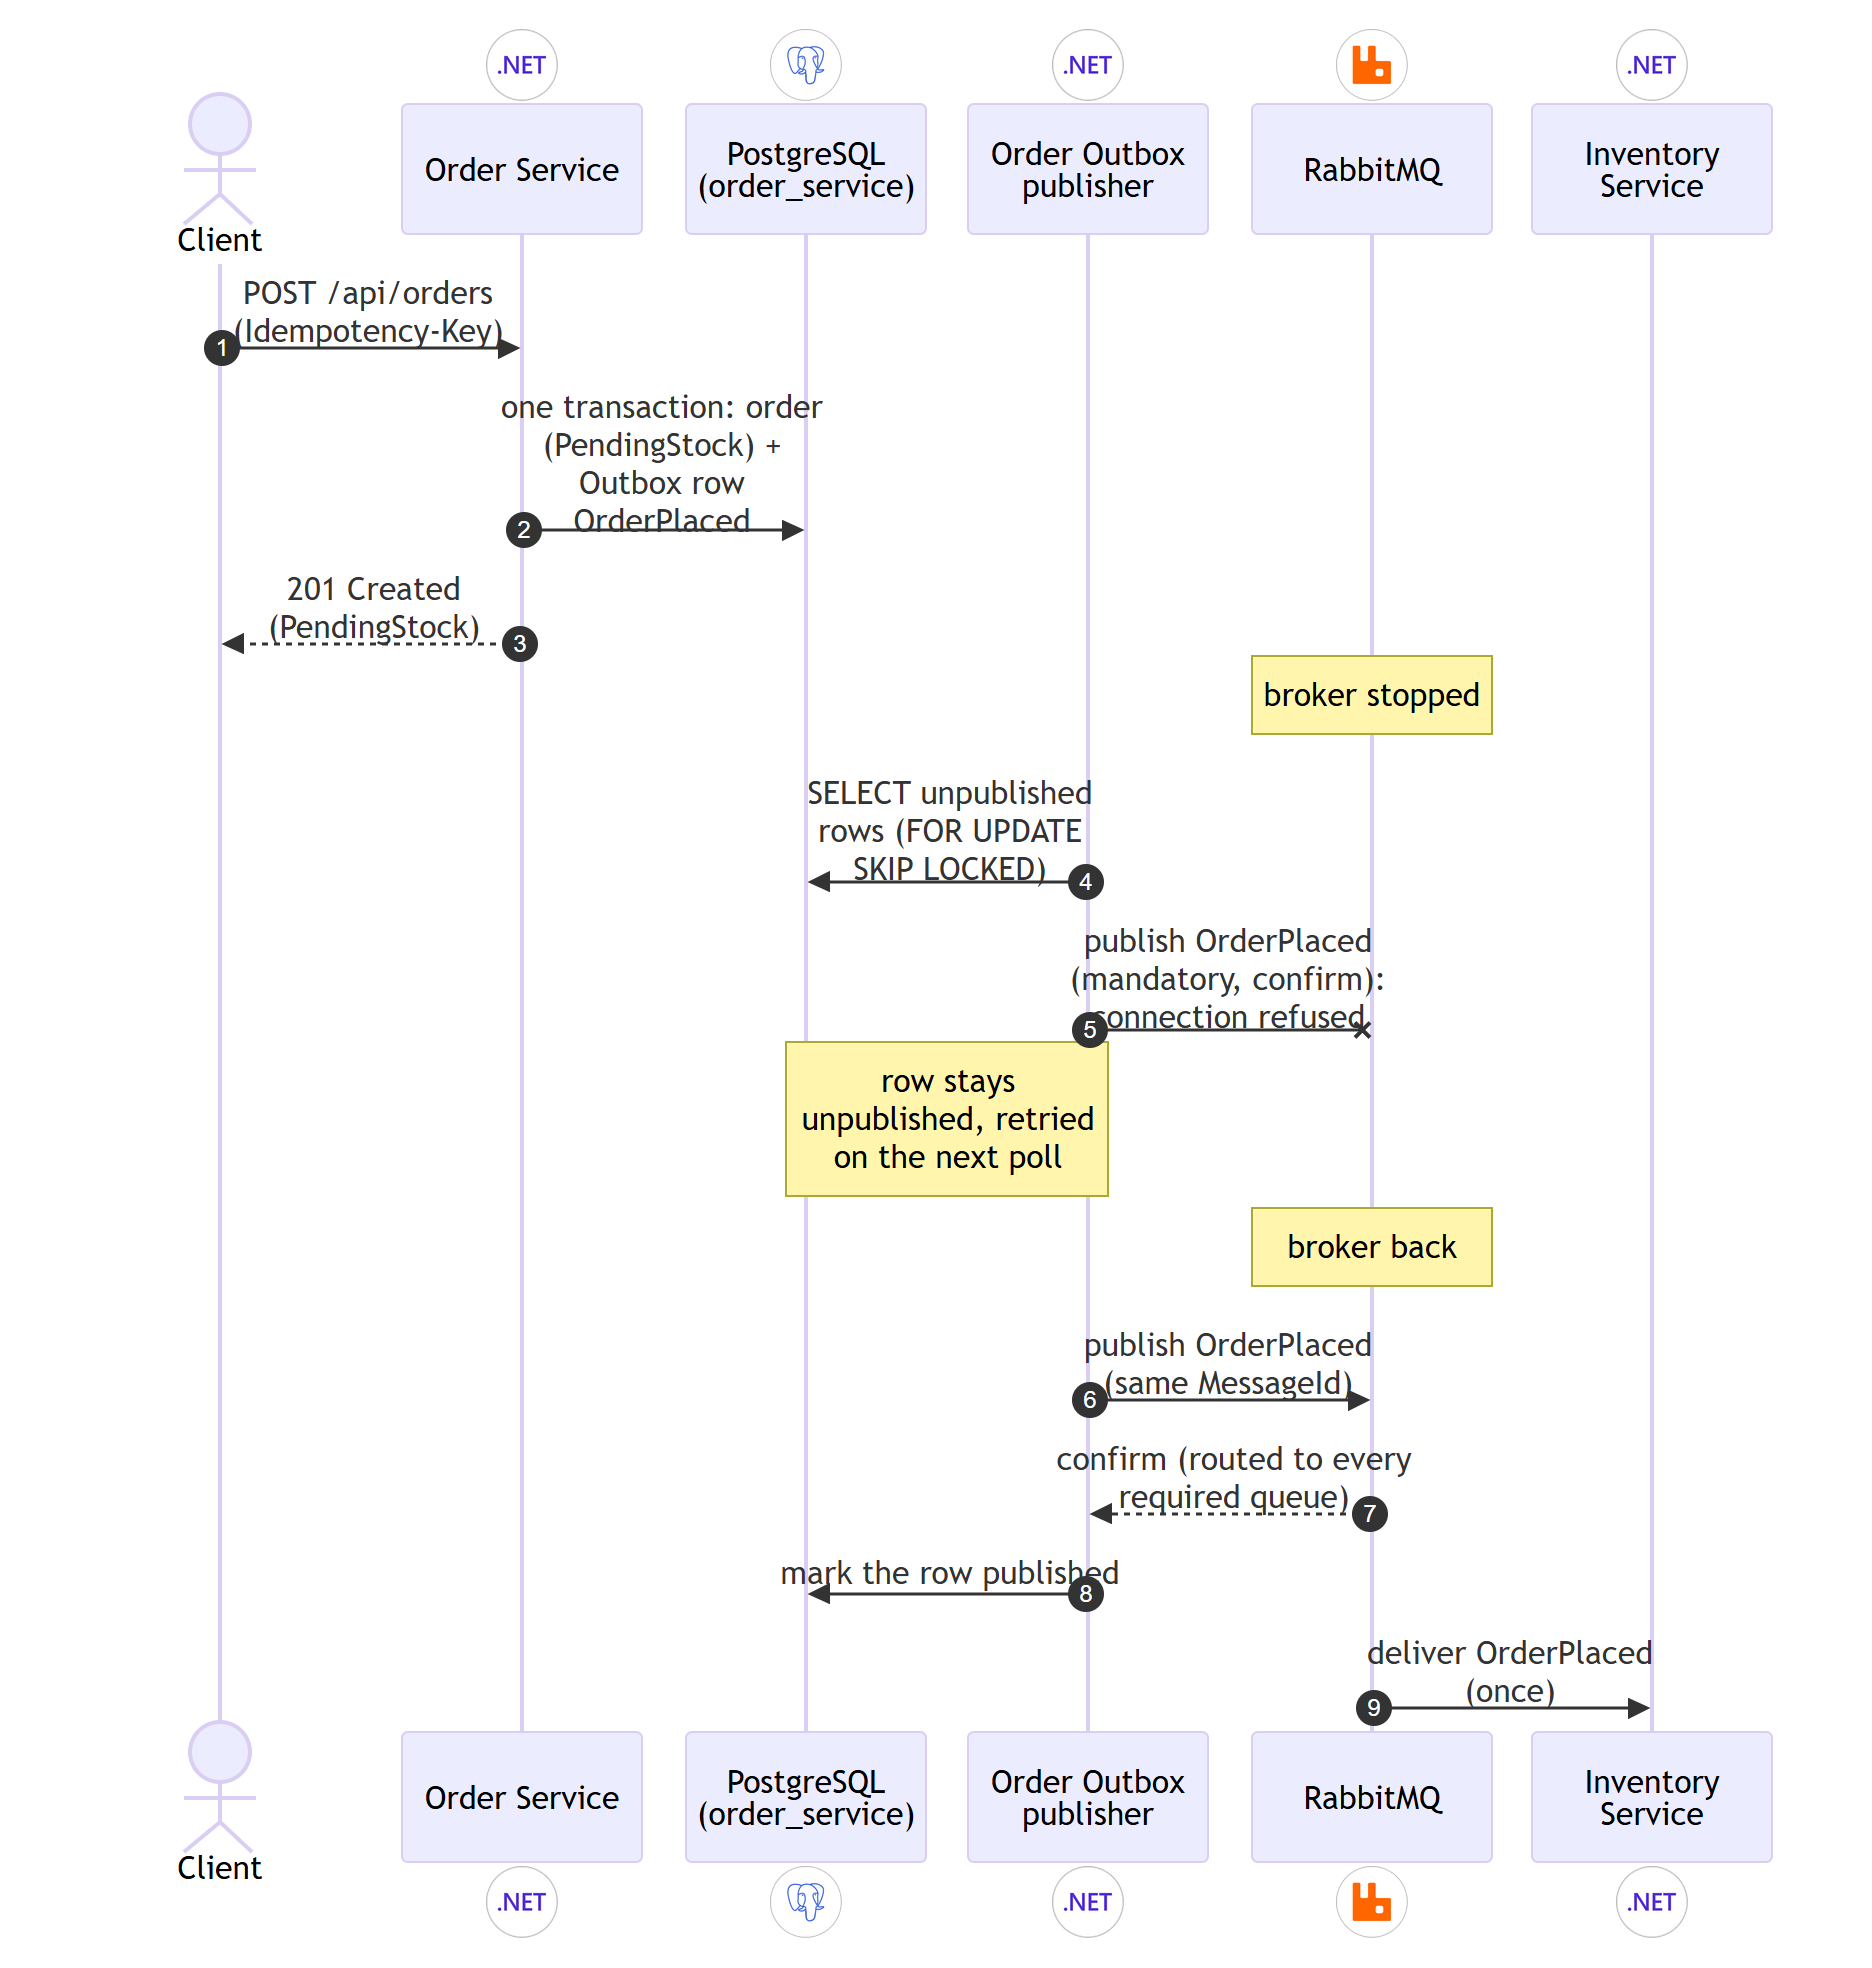 .NET
.NET
.NET
Client
Order Service
PostgreSQL
(order_service)
Order Outbox
publisher
RabbitMQ
Inventory
Service
POST /api/orders
(Idempotency-Key)
1
one transaction: order
(PendingStock) +
Outbox row
OrderPlaced
2
201 Created
(PendingStock)
3
broker stopped
SELECT unpublished
rows (FOR UPDATE
SKIP LOCKED)
4
publish OrderPlaced
(mandatory, confirm):
connection refused
5
row stays
unpublished, retried
on the next poll
broker back
publish OrderPlaced
(same MessageId)
6
confirm (routed to every
required queue)
7
mark the row published
8
deliver OrderPlaced
(once)
9
Client
Order Service
PostgreSQL
(order_service)
Order Outbox
publisher
RabbitMQ
Inventory
Service
.NET
.NET
.NET